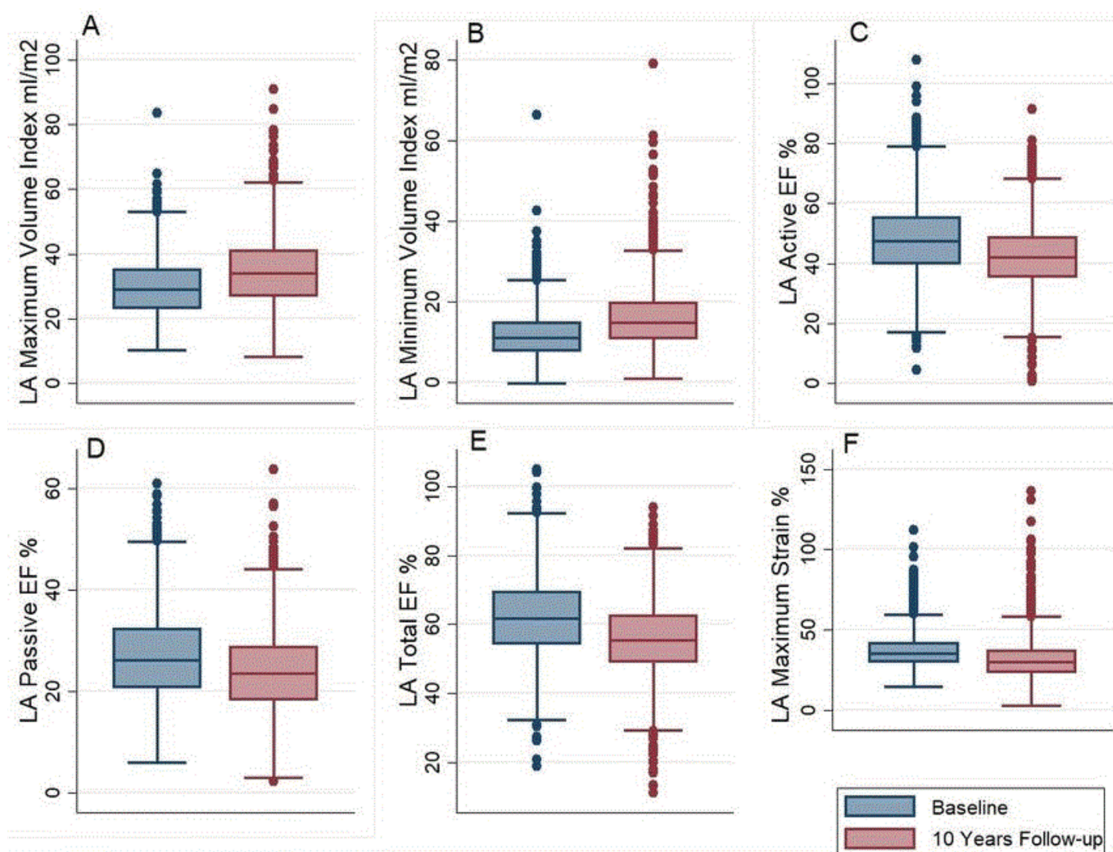 A
LA Maximum Volume Index ml/m2
100
80
60
40
20
0
B
LA Minimum Volume Index ml/m2
80
60
40
20
0
C
LA Active EF %
100
80
60
40
20
0
D
LA Passive EF %
60
40
20
0
E
LA Total EF %
100
80
60
40
20
F
LA Maximum Strain %
150
100
50
0
Baseline
10 Years Follow-up